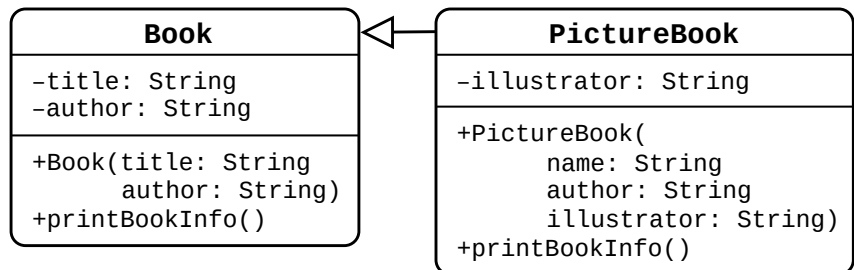 Book
–title: String
–author: String
+Book(title: String
author: String)
+printBookInfo()
PictureBook
–illustrator: String
+PictureBook(
name: String
author: String
illustrator: String)
+printBookInfo()